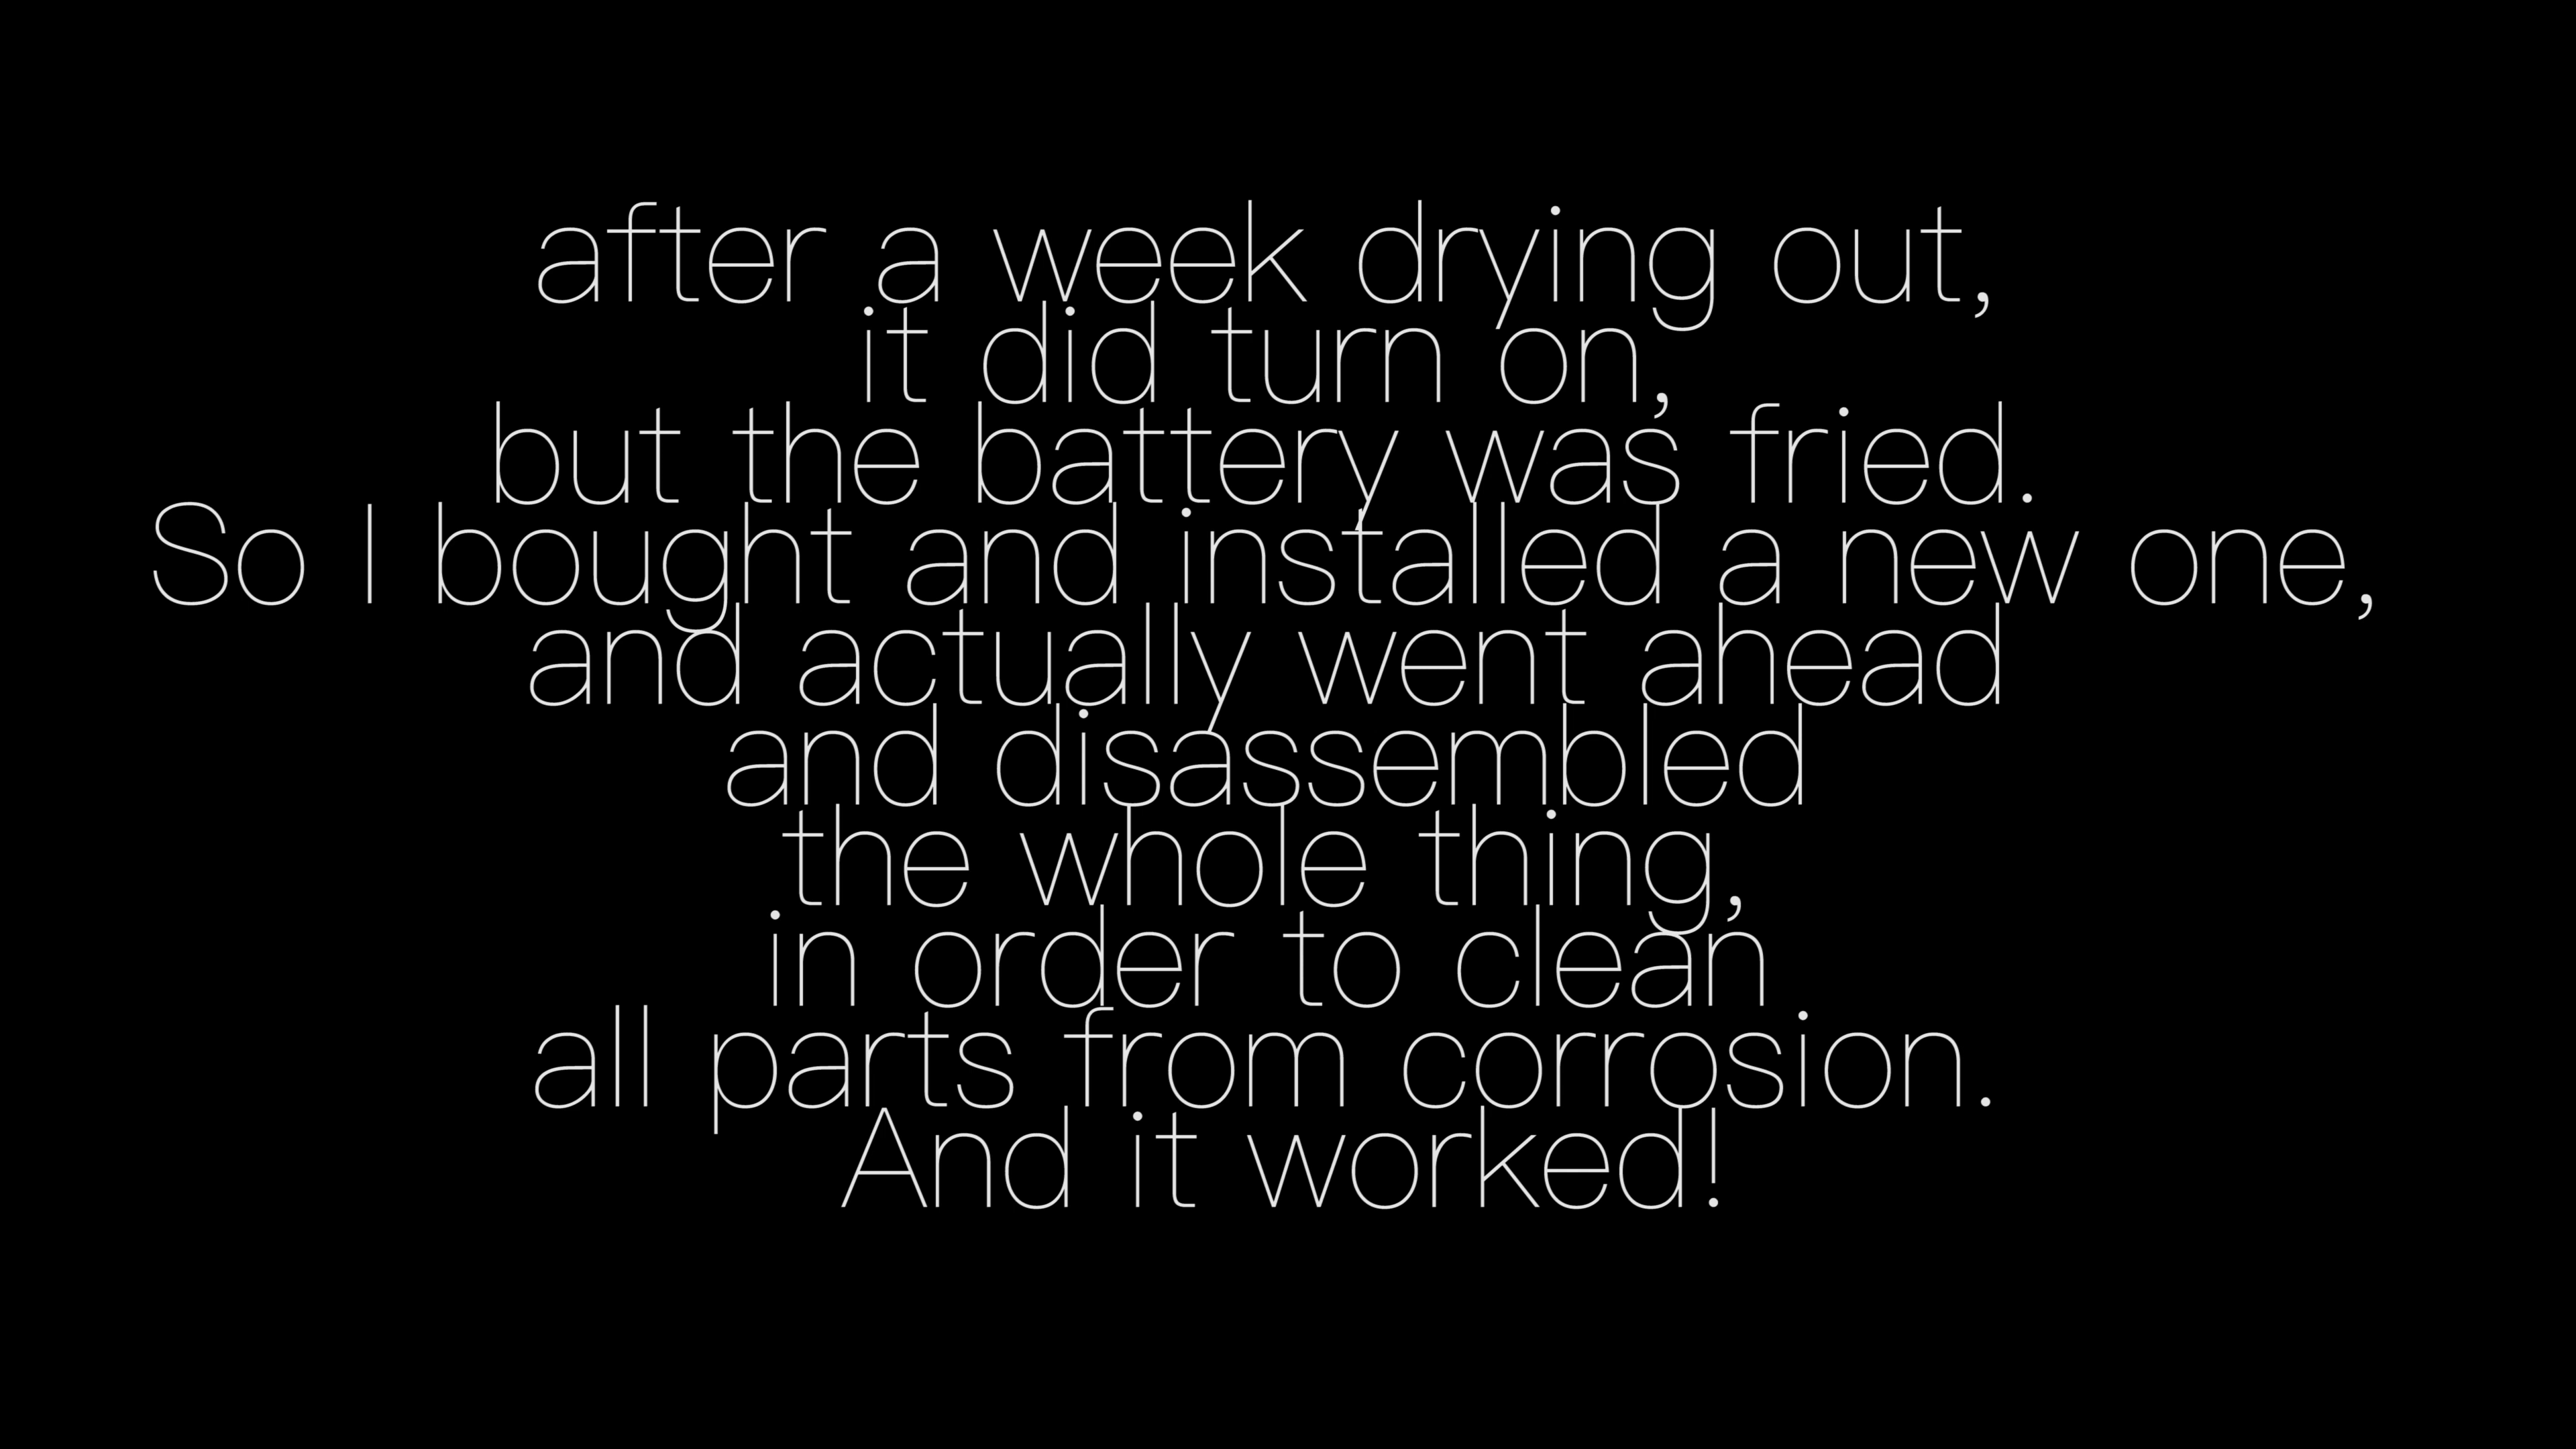 after a week drying out,
it did turn on,
but the battery was fried.
So I bought and installed a new one,
and actually went ahead
and disassembled
the whole thing,
in order to clean
all parts from corrosion.
And it worked!